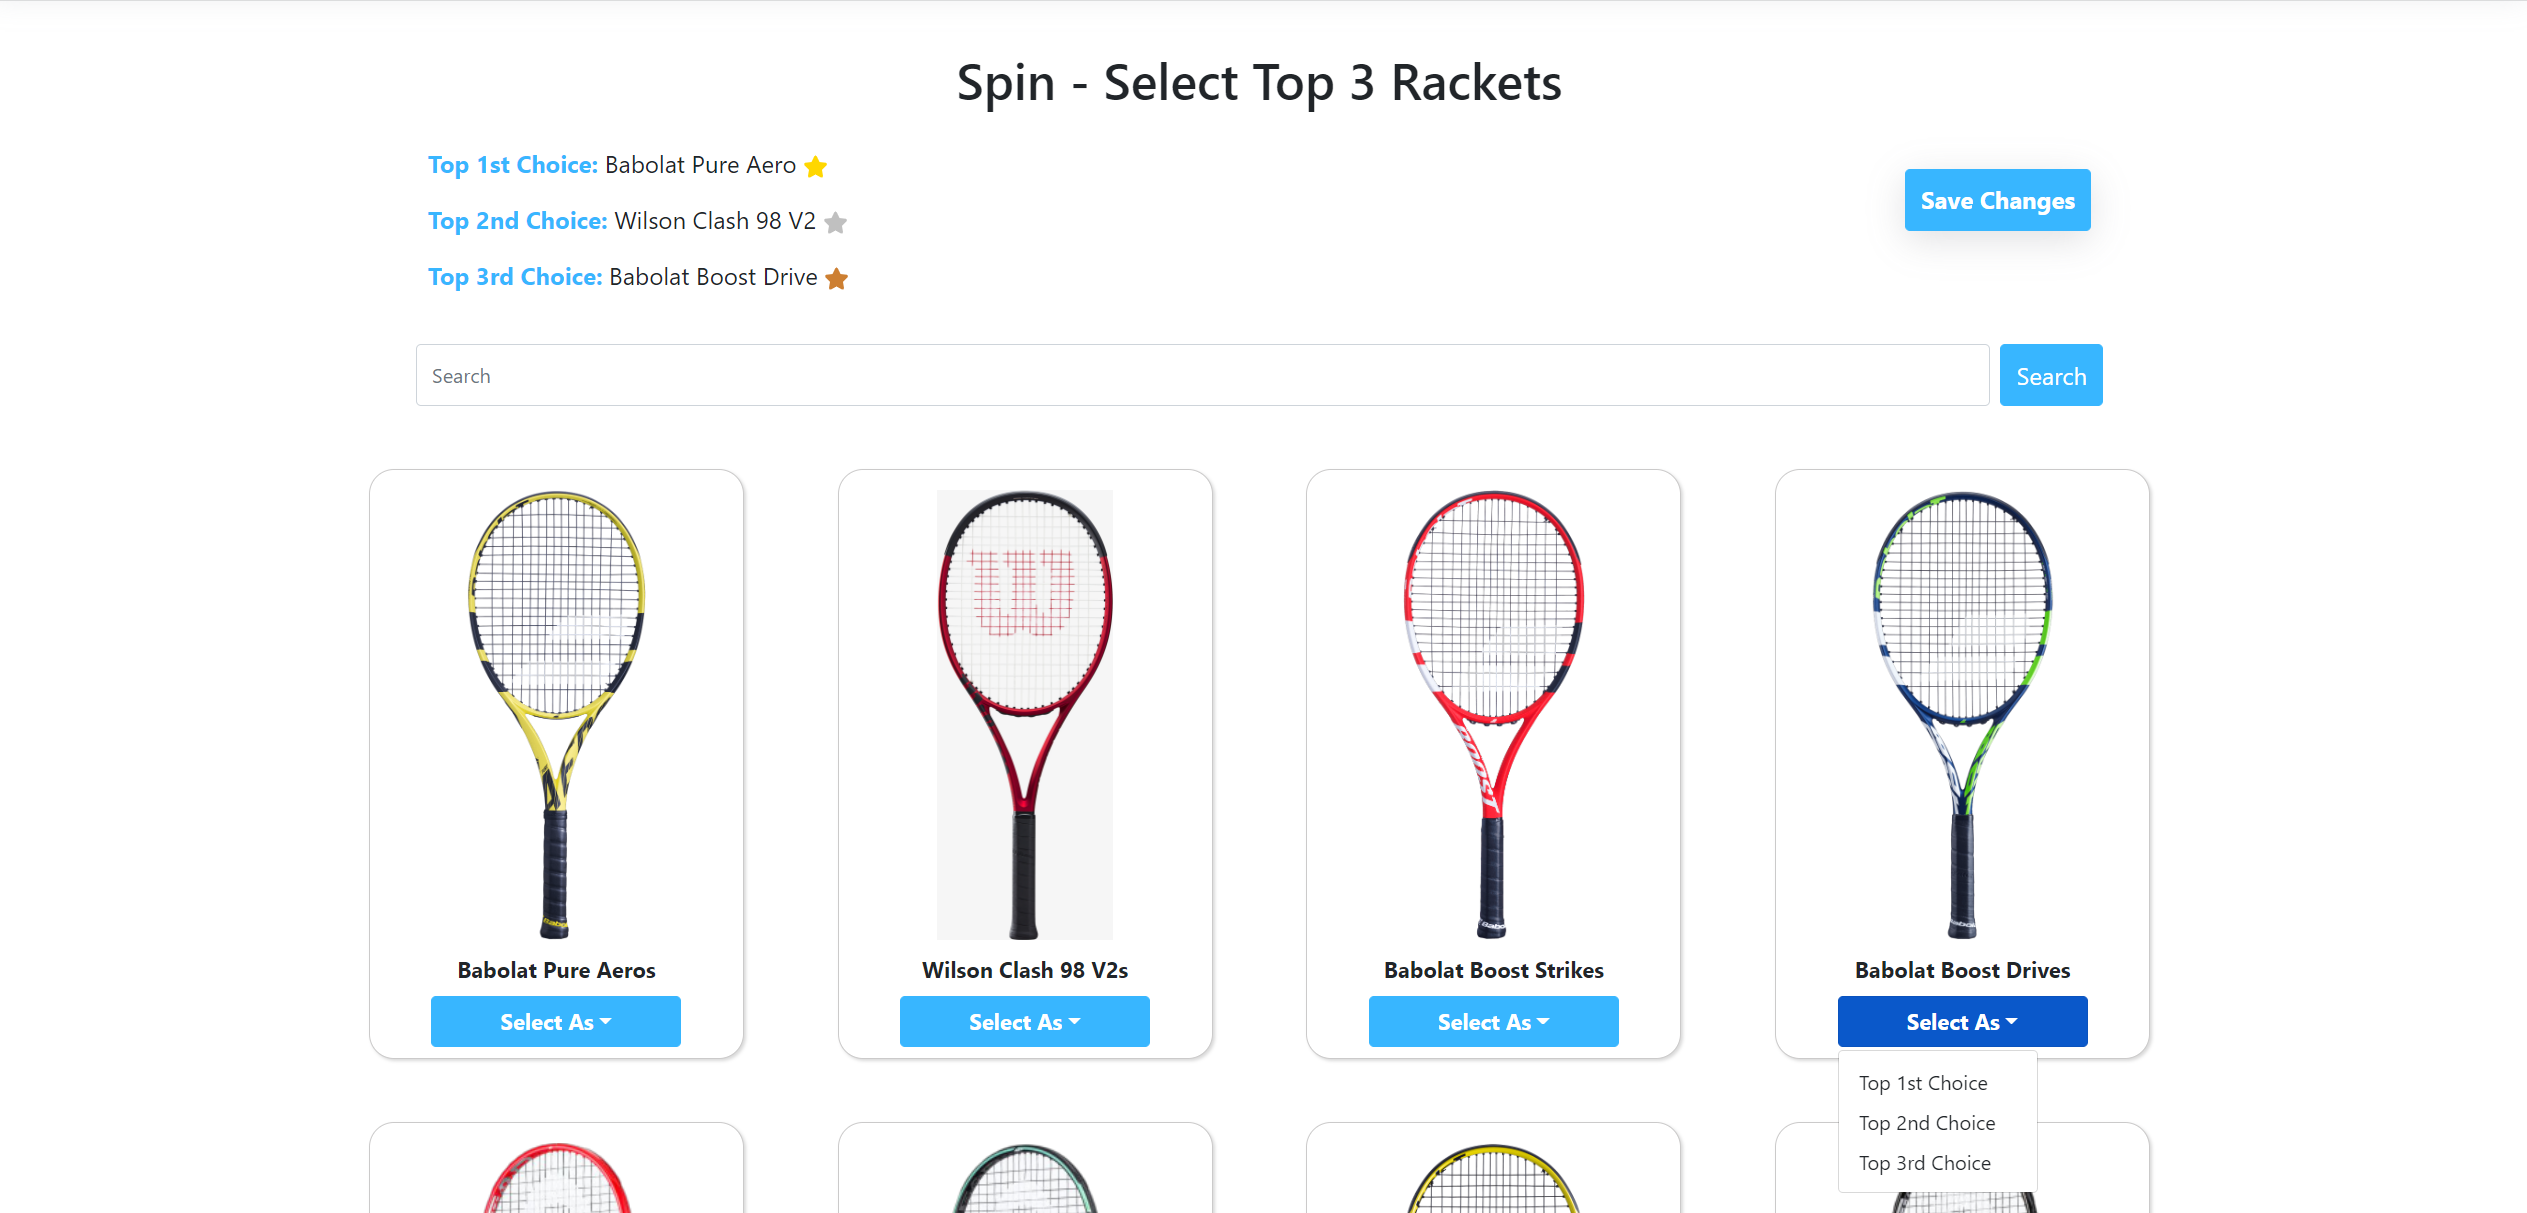 Spin - Select Top 3 Rackets
Top 1st Choice: Babolat Pure Aero
Top 2nd Choice: Wilson Clash 98 V2
Top 3rd Choice: Babolat Boost Drive
Save Changes
Search
Search
BOOST
Babolat Pure Aeros
Wilson Clash 98 V2s
Babolat Boost Strikes
Babolat Boost Drives
Select As
Select As
Select As
Select As
Top 1st Choice
Top 2nd Choice
Top 3rd Choice